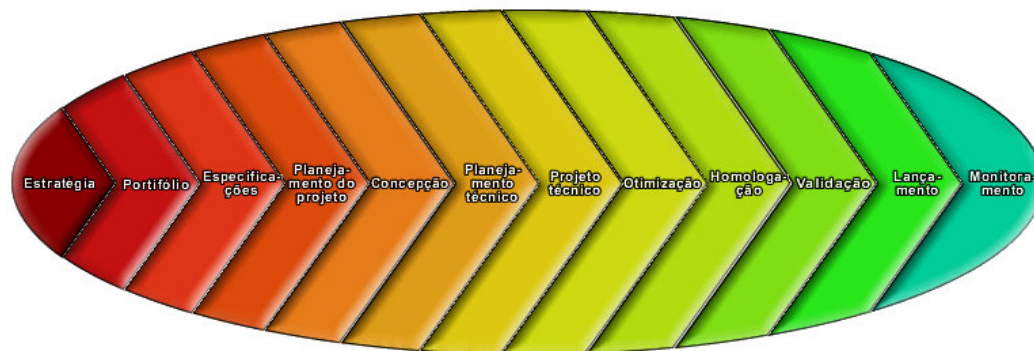 Estratégia
Portifólio
Especifica-
ções
Planeja-
mento do
projeto
Concepção
Planeja-
mento
técnico
Projeto
técnico
Otimização
Homologa-
ção
Validação
Lança-
mento
Monitora-
mento